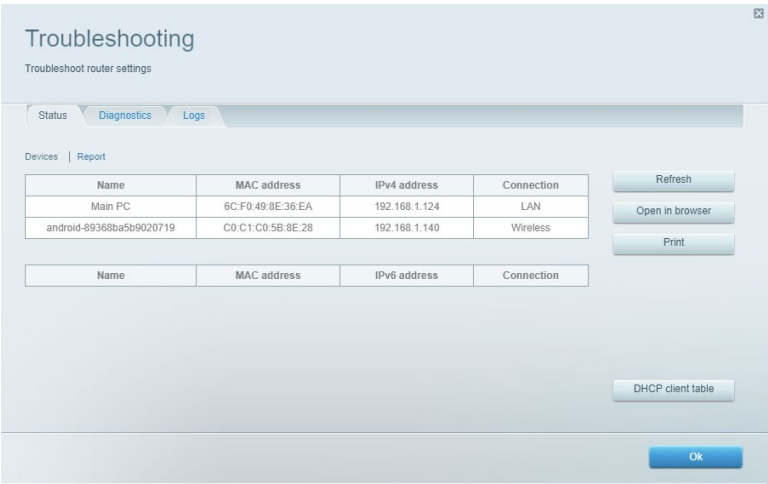 Troubleshooting
Troubleshoot router settings
Status Diagnostics Logs
Devices | Report
Name MAC address IPv4 address Connection
Main PC 6C:F0:49:8E:36:EA 192.168.1.124 LAN
android-89368ba5b9020719 C0:C1:C0:5B:8E:28 192.168.1.140 Wireless
Name MAC address IPv6 address Connection
Refresh
Open in browser
Print
DHCP client table
Ok